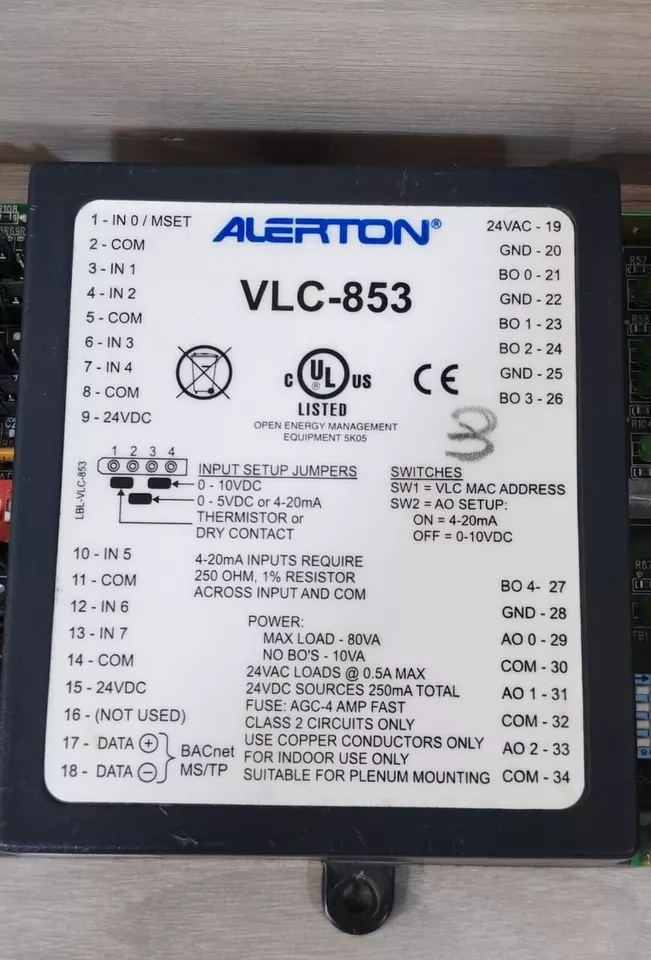 ALERTON®
VLC-853
1 - IN 0 / MSET
2 - COM
3 - IN 1
4 - IN 2
5 - COM
6 - IN 3
7 - IN 4
8 - COM
9 - 24VDC
24VAC - 19
GND - 20
BO 0 - 21
GND - 22
BO 1 - 23
BO 2 - 24
GND - 25
BO 3 - 26
C UL US
®
LISTED
CE
OPEN ENERGY MANAGEMENT
EQUIPMENT 5K05
3
LBL-VLC-853
1 2 3 4
INPUT SETUP JUMPERS
0 - 10VDC
0 - 5VDC or 4-20mA
THERMISTOR or
DRY CONTACT
SWITCHES
SW1 = VLC MAC ADDRESS
SW2 = AO SETUP:
ON = 4-20mA
OFF = 0-10VDC
4-20mA INPUTS REQUIRE
250 OHM, 1% RESISTOR
ACROSS INPUT AND COM
10 - IN 5
11 - COM
12 - IN 6
13 - IN 7
14 - COM
15 - 24VDC
16 - (NOT USED)
17 - DATA +
18 - DATA −
BACnet
MS/TP
POWER:
MAX LOAD - 80VA
NO BO'S - 10VA
24VAC LOADS @ 0.5A MAX
24VDC SOURCES 250mA TOTAL
FUSE: AGC-4 AMP FAST
CLASS 2 CIRCUITS ONLY
USE COPPER CONDUCTORS ONLY
FOR INDOOR USE ONLY
SUITABLE FOR PLENUM MOUNTING
BO 4- 27
GND - 28
AO 0 - 29
COM - 30
AO 1 - 31
COM - 32
AO 2 - 33
COM - 34
R57
R58
R104